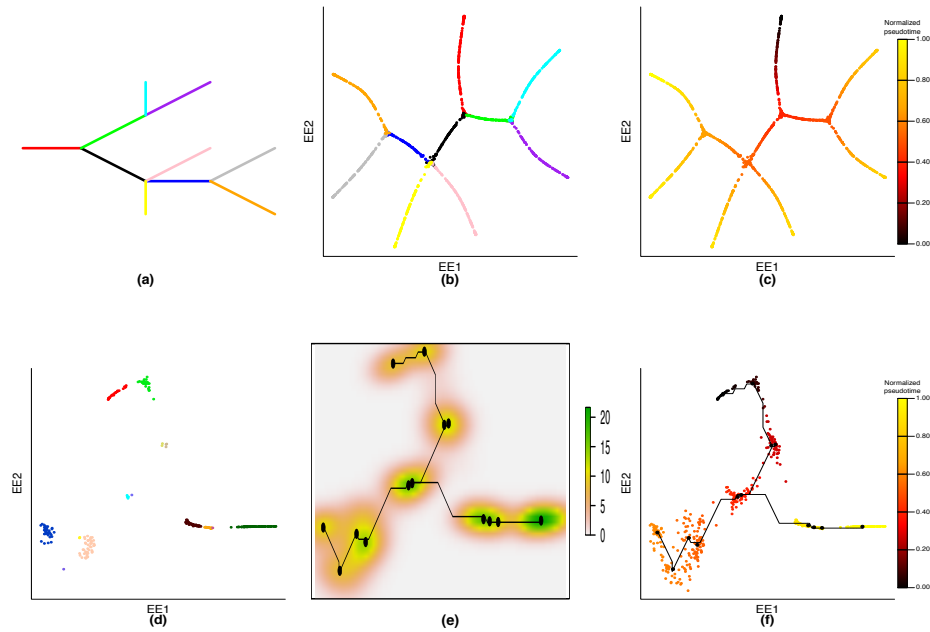 Normalized
pseudotime
1.00
0.80
0.60
0.40
0.20
0.00
EE2
EE2
EE1
EE1
(a)
(b)
(c)
Normalized
pseudotime
1.00
0.80
0.60
0.40
0.20
0.00
20
15
10
5
0
EE2
EE2
EE1
EE1
(d)
(e)
(f)